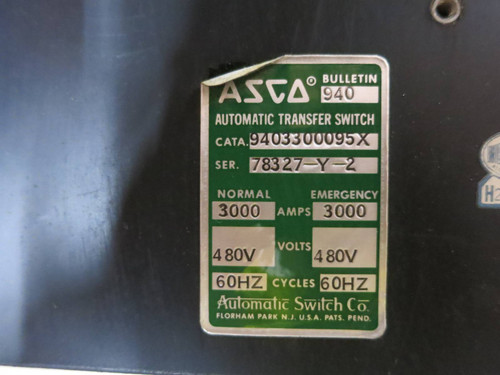 ASCO® BULLETIN
940
AUTOMATIC TRANSFER SWITCH
CATA. 9403300095X
SER. 78327-Y-2
NORMAL EMERGENCY
3000 AMPS 3000
VOLTS
480V 480V
60HZ CYCLES 60HZ
Automatic Switch Co.
FLORHAM PARK N.J. U.S.A. PATS. PEND.